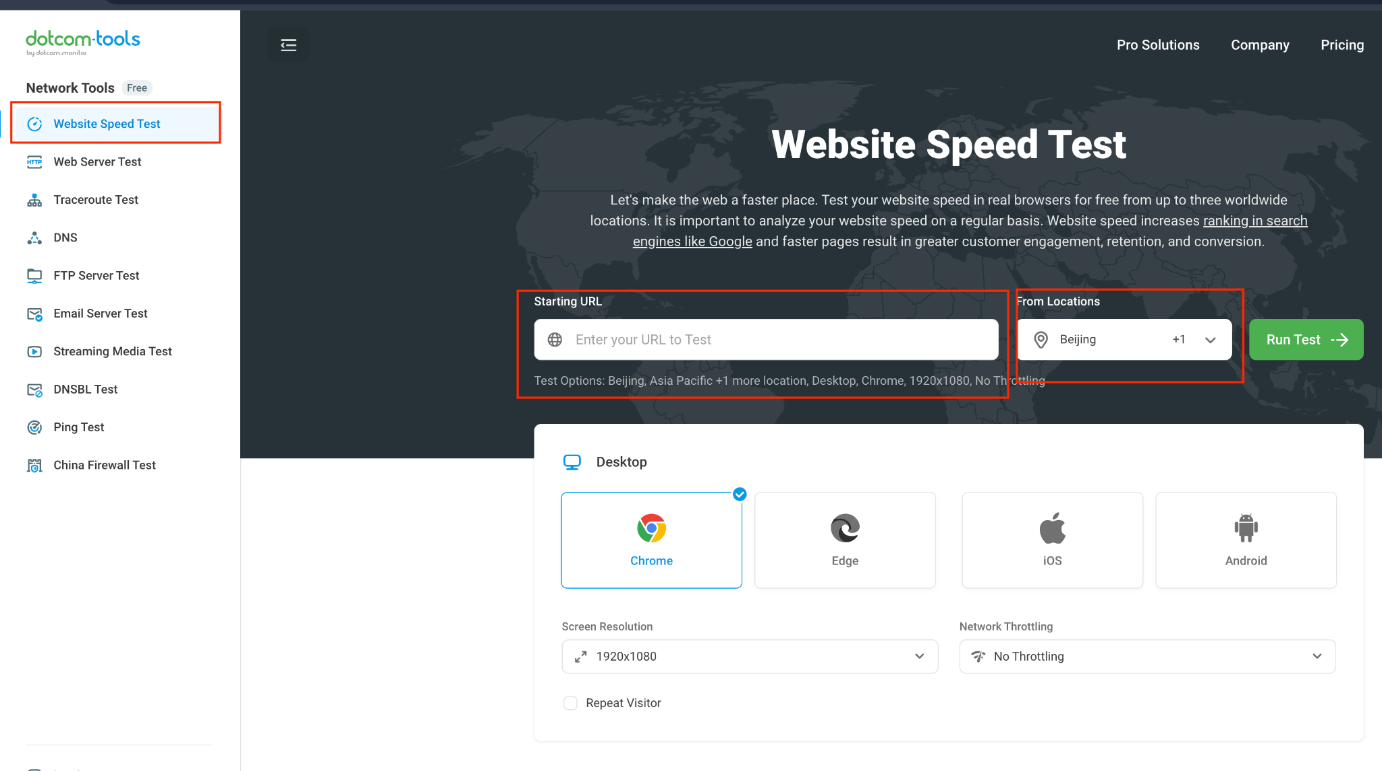 dotcom-tools
by dotcom-monitor
Network Tools Free
Website Speed Test
Web Server Test
Traceroute Test
DNS
FTP Server Test
Email Server Test
Streaming Media Test
DNSBL Test
Ping Test
China Firewall Test
Pro Solutions Company Pricing
Website Speed Test
Let's make the web a faster place. Test your website speed in real browsers for free from up to three worldwide
locations. It is important to analyze your website speed on a regular basis. Website speed increases ranking in search
engines like Google and faster pages result in greater customer engagement, retention, and conversion.
Starting URL
Enter your URL to Test
From Locations
Beijing +1
Run Test
Test Options: Beijing, Asia Pacific +1 more location, Desktop, Chrome, 1920x1080, No Throttling
Desktop
Chrome
Edge
iOS
Android
Screen Resolution
1920x1080
Network Throttling
No Throttling
Repeat Visitor